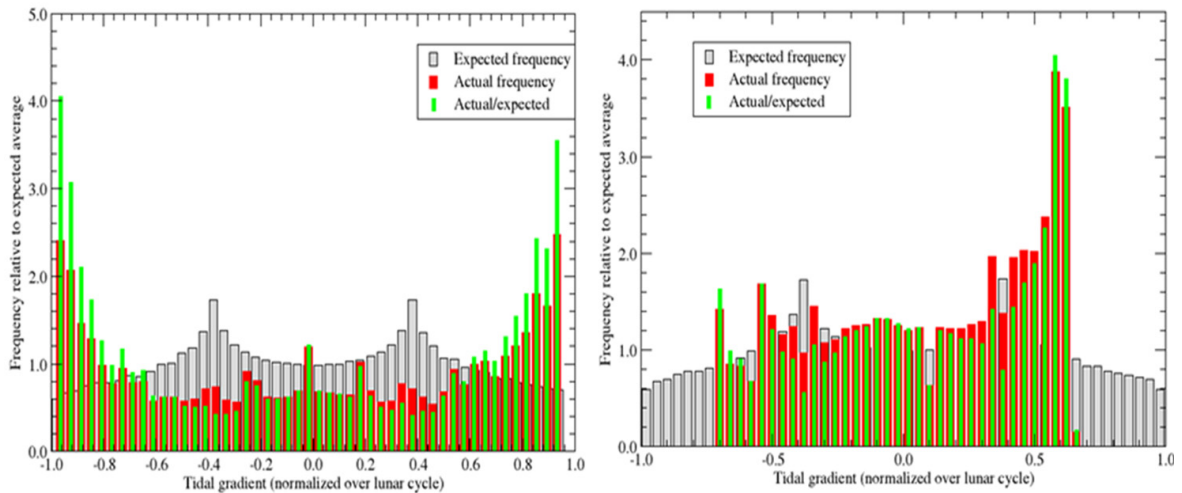 Frequency relative to expected average
5.0
4.0
3.0
2.0
1.0
0.0
Expected frequency
Actual frequency
Actual/expected
-1.0 -0.8 -0.6 -0.4 -0.2 0.0 0.2 0.4 0.6 0.8 1.0
Tidal gradient (normalized over lunar cycle)
Frequency relative to expected average
4.0
3.0
2.0
1.0
0.0
Expected frequency
Actual frequency
Actual/expected
-1.0 -0.5 0.0 0.5 1.0
Tidal gradient (normalized over lunar cycle)